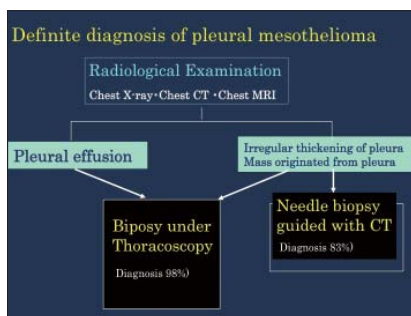 Definite diagnosis of pleural mesothelioma
Radiological Examination
Chest X-ray・Chest CT ・Chest MRI
Pleural effusion
Irregular thickening of pleura
Mass originated from pleura
Biposy under
Thoracoscopy
Diagnosis 98%)
Needle biopsy
guided with CT
Diagnosis 83%)